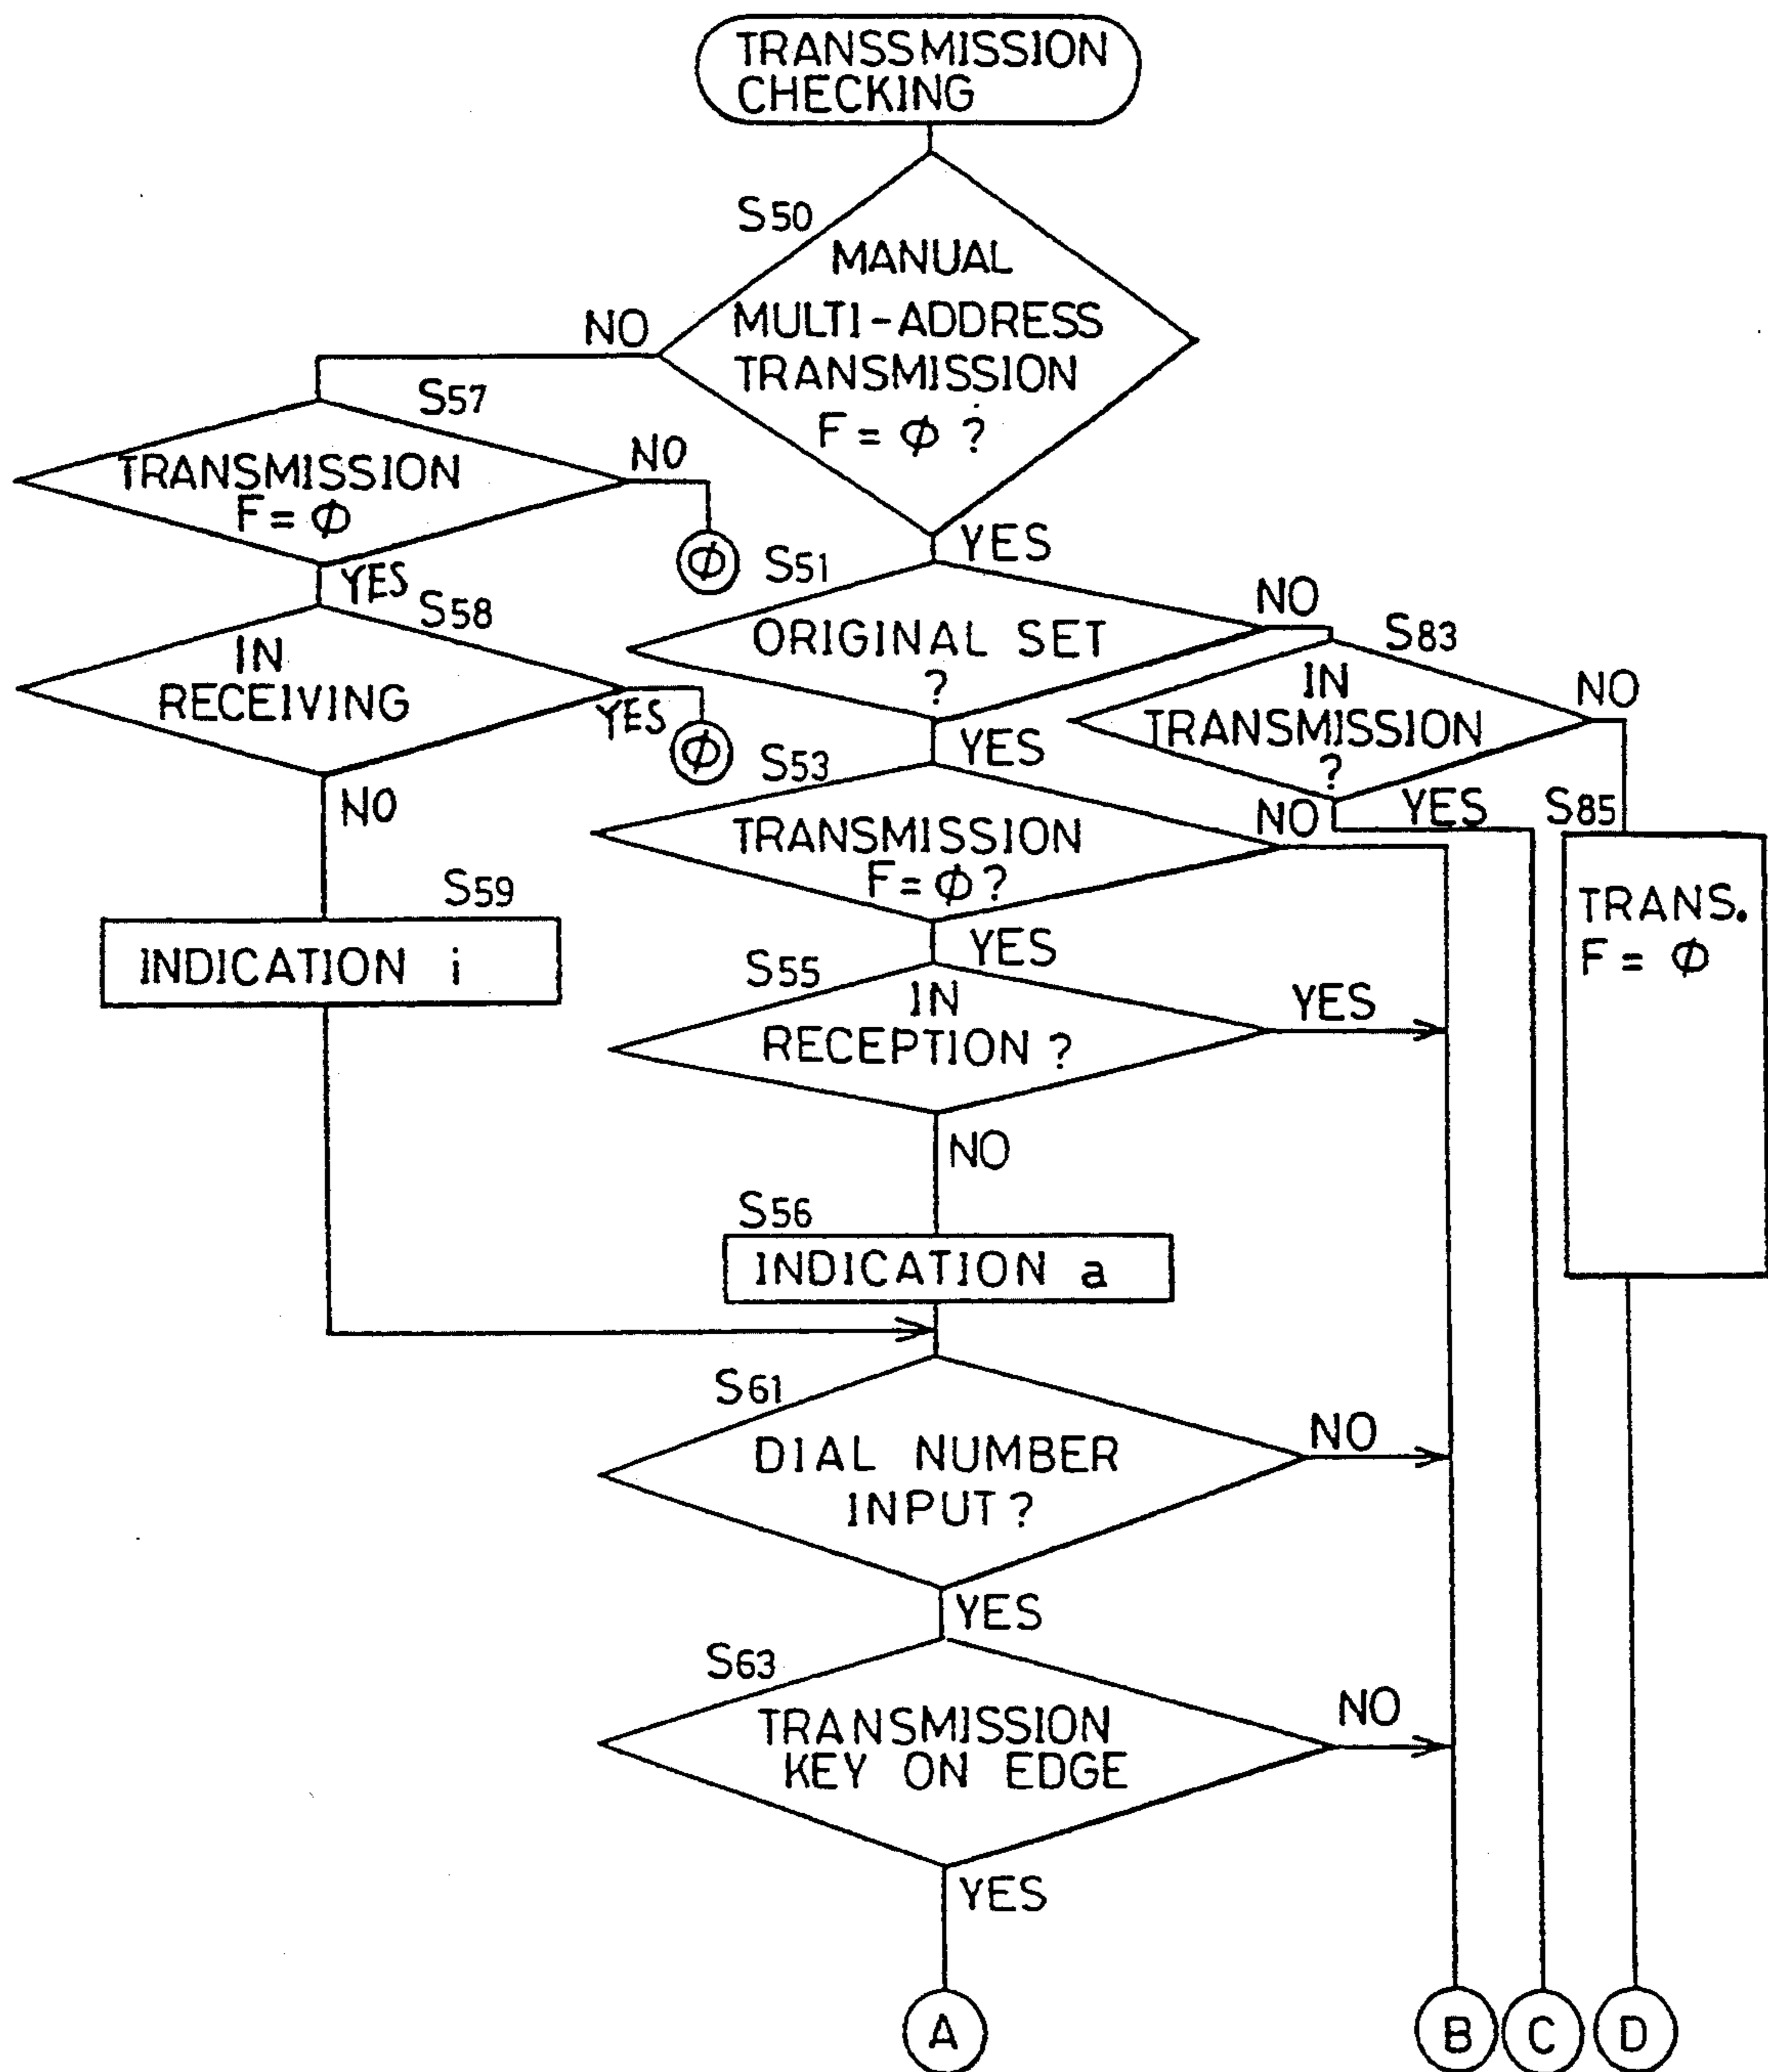 TRANSSMISSION
CHECKING
S50
MANUAL
MULTI-ADDRESS
TRANSMISSION
F=ϕ?
NO
YES
S57
TRANSMISSION
F=ϕ
NO
ϕ
YES
S58
IN
RECEIVING
YES
ϕ
NO
S59
INDICATION i
S51
ORIGINAL SET
?
NO
YES
S83
IN
TRANSMISSION
?
NO
YES
S85
TRANS.
F=ϕ
S53
TRANSMISSION
F=ϕ?
NO
YES
S55
IN
RECEPTION?
YES
NO
S56
INDICATION a
S61
DIAL NUMBER
INPUT?
NO
YES
S63
TRANSMISSION
KEY ON EDGE
NO
YES
A
B
C
D